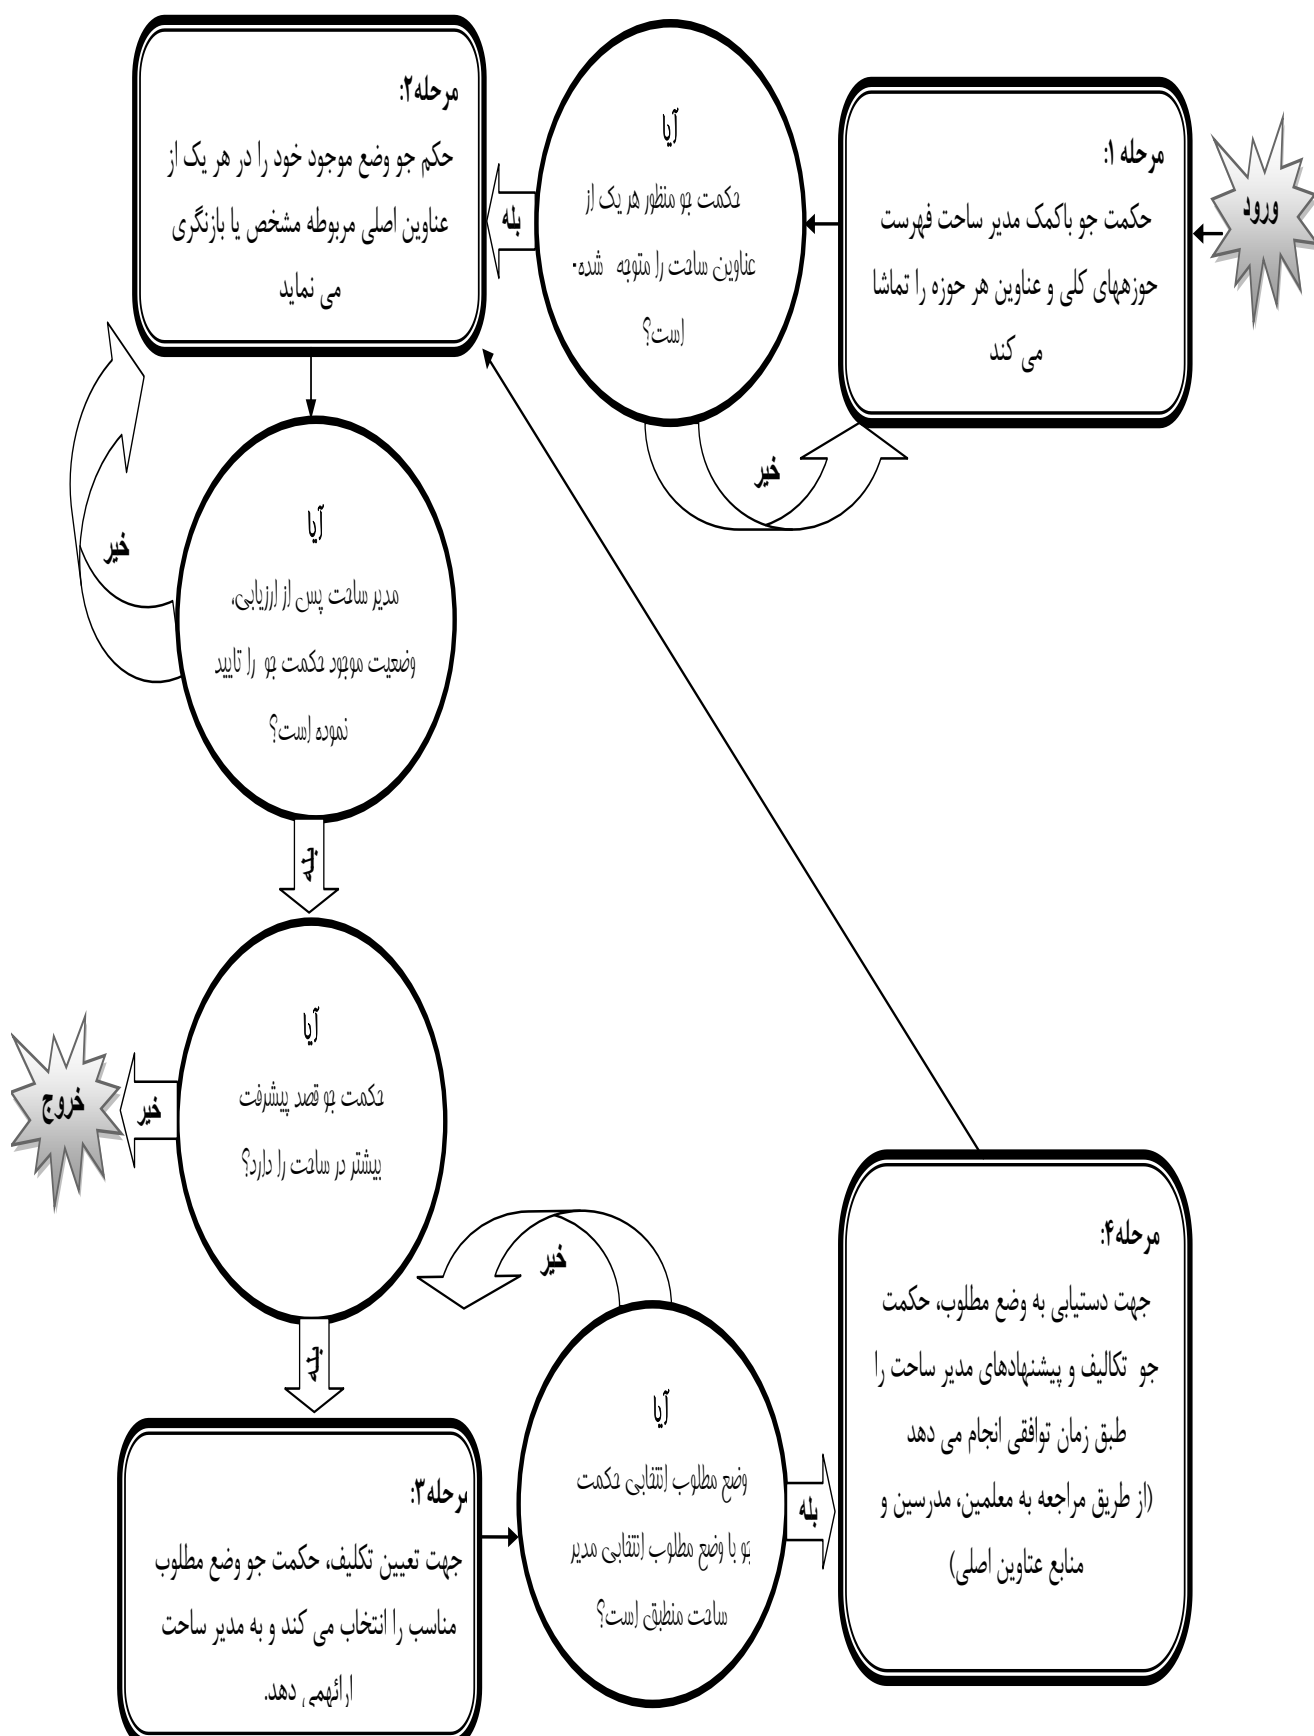 ورود
مرحله ۱:
حکمت جو باکمک مدیر ساحت فهرست
حوزههای کلی و عناوین هر حوزه را تماشا
می کند
آیا
حکمت جو منظور هر یک از
عناوین ساحت را متوجه شده-
است؟
خیر
بله
مرحله۲:
حکم جو وضع موجود خود را در هر یک از
عناوین اصلی مربوطه مشخص یا بازنگری
می نماید
آیا
مدیر ساحت پس از ارزیابی،
وضعیت موجود حکمت جو را تایید
نموده است؟
خیر
بله
آیا
حکمت جو قصد پیشرفت
بیشتر در ساحت را دارد؟
خیر
خروج
بله
مرحله۳:
جهت تعیین تکلیف، حکمت جو وضع مطلوب
مناسب را انتخاب می کند و به مدیر ساحت
ارائهمی دهد.
آیا
وضع مطلوب انتخابی حکمت
جو با وضع مطلوب انتخابی مدیر
ساحت منطبق است؟
خیر
بله
مرحله۴:
جهت دستیابی به وضع مطلوب، حکمت
جو تکالیف و پیشنهادهای مدیر ساحت را
طبق زمان توافقی انجام می دهد
(از طریق مراجعه به معلمین، مدرسین و
منابع عتاوین اصلی)